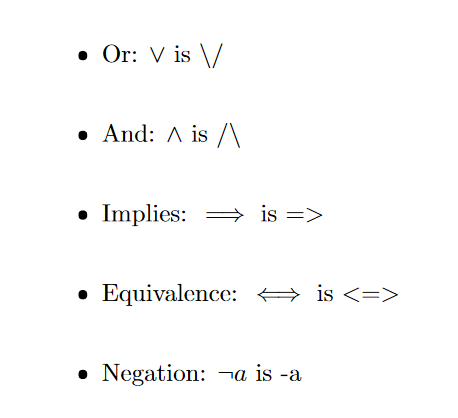 • Or: ∨ is \/
• And: ∧ is /\
• Implies: ⟹ is =>
• Equivalence: ⟺ is <=>
• Negation: ¬a is -a